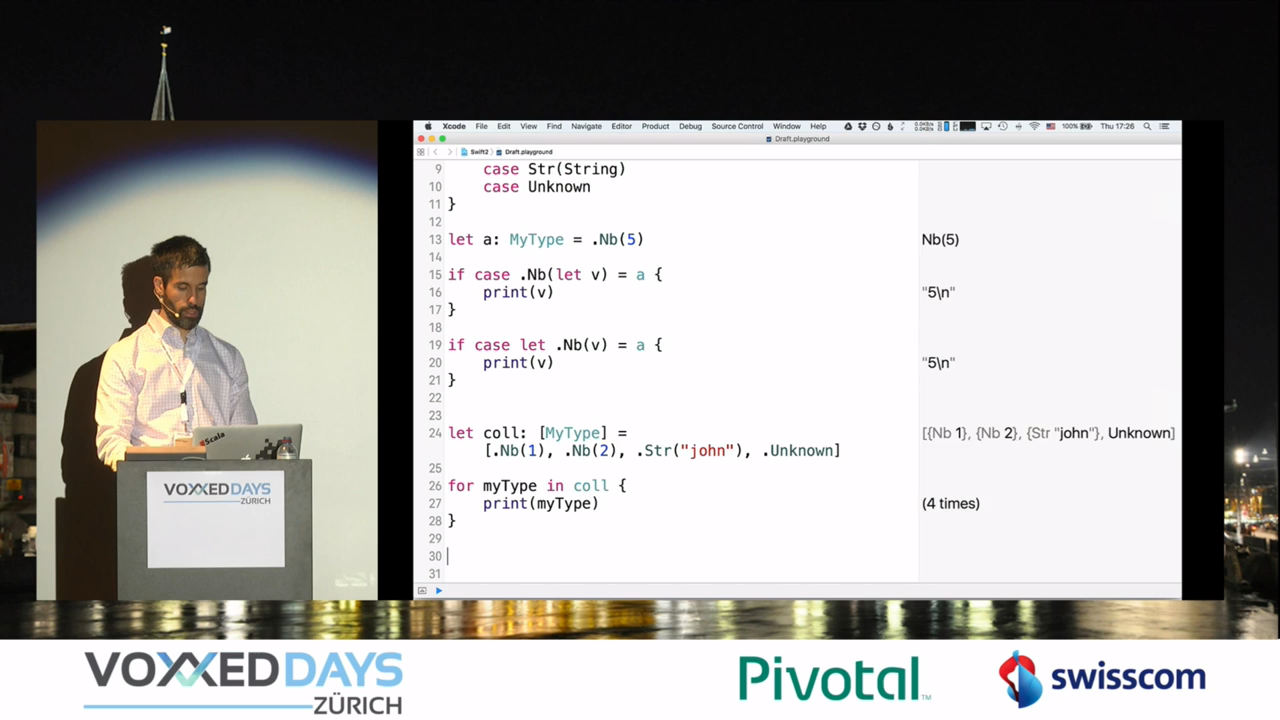 Xcode File Edit View Find Navigate Editor Product Debug Source Control Window Help 100% Thu 17:26
Draft.playground
Swift2 Draft.playground
9 case Str(String)
10 case Unknown
11 }
12
13 let a: MyType = .Nb(5) Nb(5)
14
15 if case .Nb(let v) = a {
16 print(v) "5\n"
17 }
18
19 if case let .Nb(v) = a {
20 print(v) "5\n"
21 }
22
23
24 let coll: [MyType] = [{Nb 1}, {Nb 2}, {Str "john"}, Unknown]
[.Nb(1), .Nb(2), .Str("john"), .Unknown]
25
26 for myType in coll {
27 print(myType) (4 times)
28 }
29
30
31
Scala
VOXXED DAYS
ZÜRICH
VOXXED DAYS
ZÜRICH
Pivotal™
swisscom